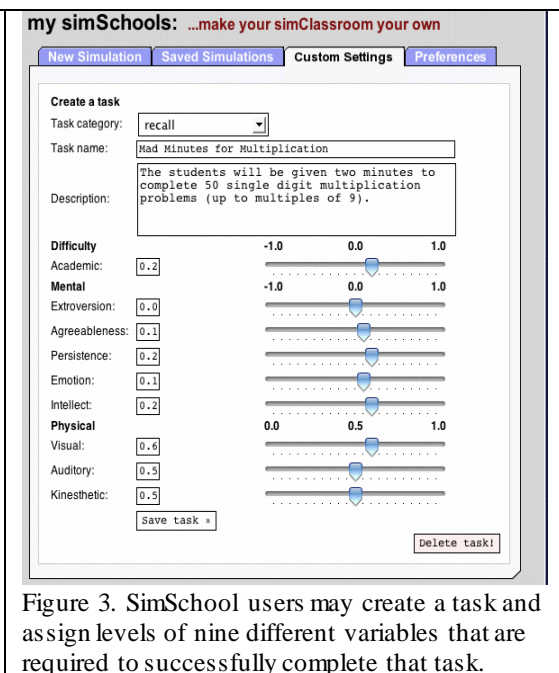 my simSchools: ...make your simClassroom your own
New Simulation Saved Simulations Custom Settings Preferences
Create a task
Task category: recall
Task name: Mad Minutes for Multiplication
Description: The students will be given two minutes to
complete 50 single digit multiplication
problems (up to multiples of 9).
Difficulty -1.0 0.0 1.0
Academic: 0.2
Mental -1.0 0.0 1.0
Extroversion: 0.0
Agreeableness: 0.1
Persistence: 0.2
Emotion: 0.1
Intellect: 0.2
Physical 0.0 0.5 1.0
Visual: 0.6
Auditory: 0.5
Kinesthetic: 0.5
Save task »
Delete task!
Figure 3. SimSchool users may create a task and
assign levels of nine different variables that are
required to successfully complete that task.